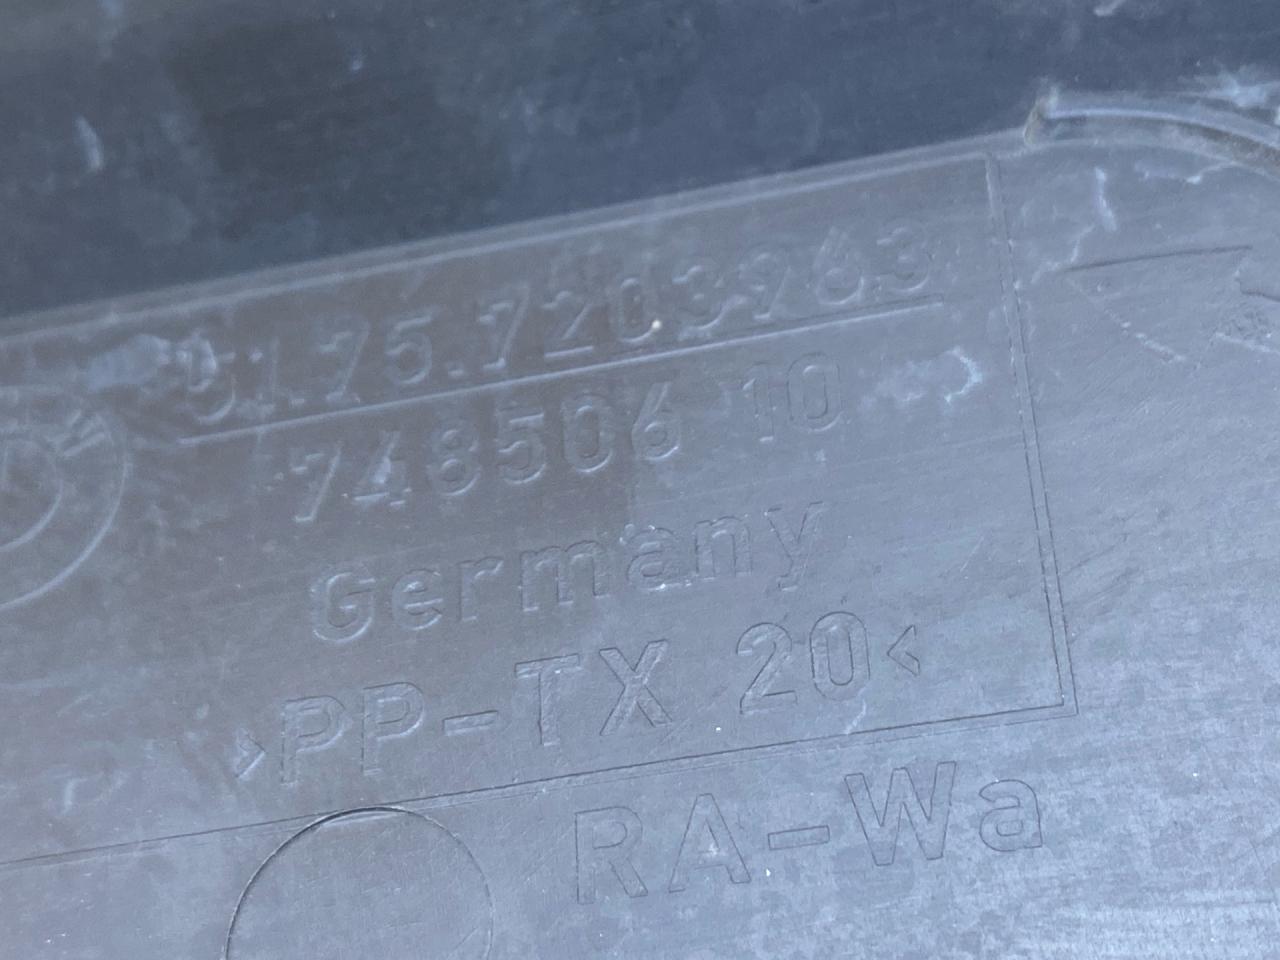 51.75.7203963
748506 10
Germany
>PP-TX 20<
RA-Wa